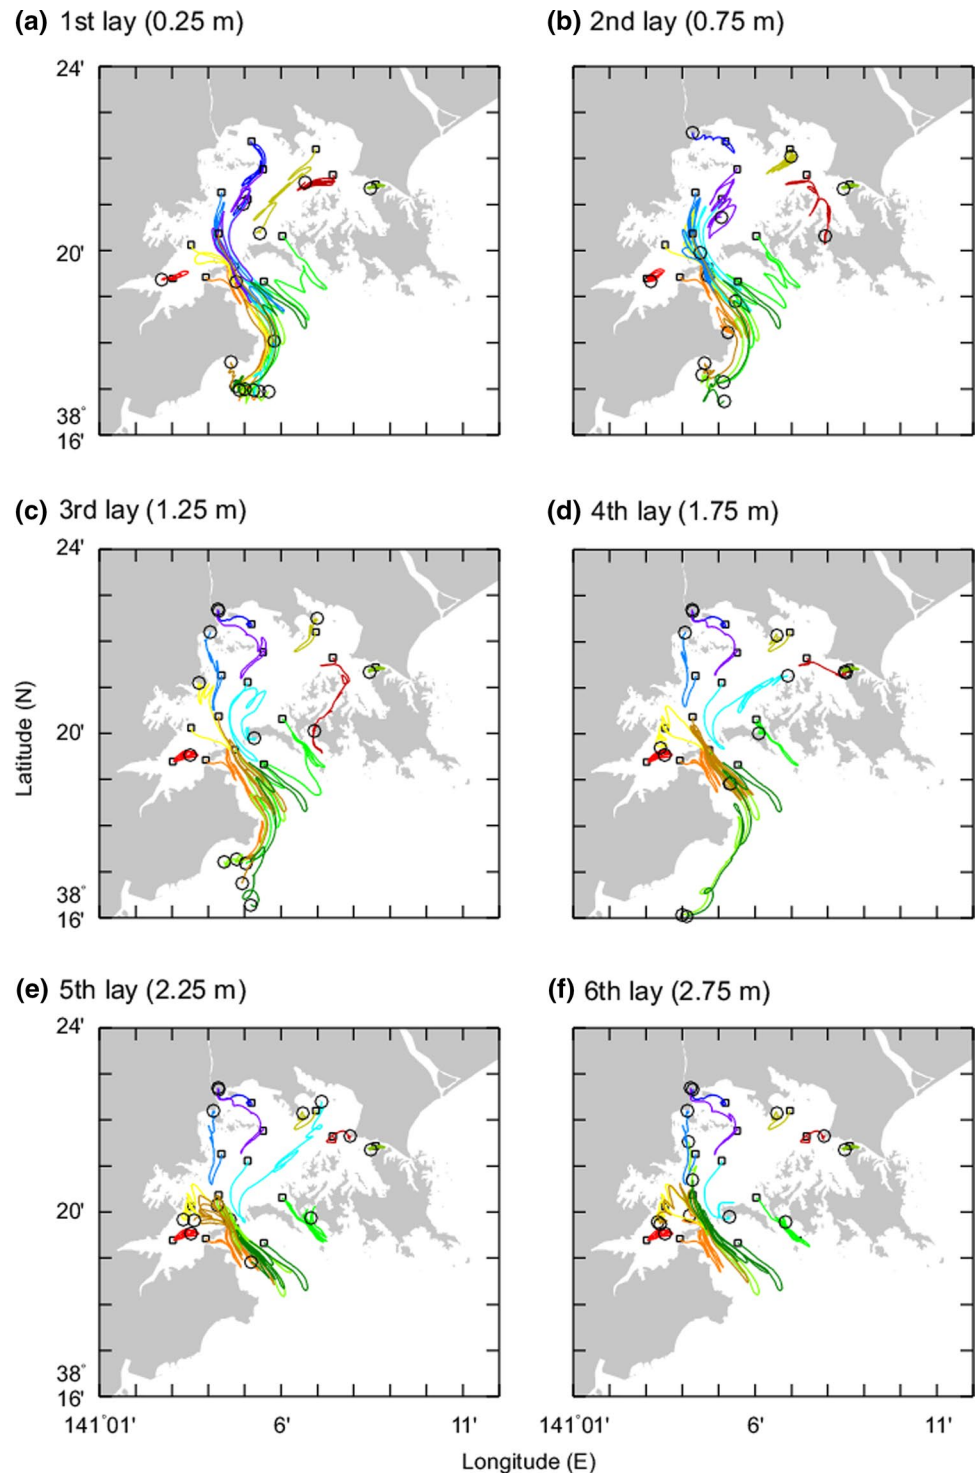 (a) 1st lay (0.25 m)
(b) 2nd lay (0.75 m)
24'
20'
38°
16'
(c) 3rd lay (1.25 m)
(d) 4th lay (1.75 m)
24'
20'
38°
16'
Latitude (N)
(e) 5th lay (2.25 m)
(f) 6th lay (2.75 m)
24'
20'
38°
16'
141°01' 6' 11' 141°01' 6' 11'
Longitude (E)